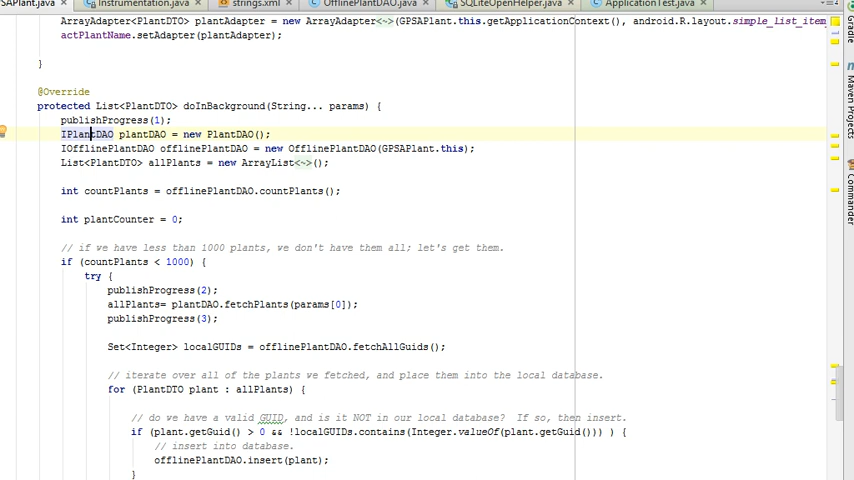 SAPlant.java Instrumentation.java strings.xml OfflinePlantDAO.java SQLiteOpenHelper.java ApplicationTest.java
ArrayAdapter<PlantDTO> plantAdapter = new ArrayAdapter<~>(GPSAPlant.this.getApplicationContext(), android.R.layout.simple_list_item
actPlantName.setAdapter(plantAdapter);
}
@Override
protected List<PlantDTO> doInBackground(String... params) {
publishProgress(1);
IPlantDAO plantDAO = new PlantDAO();
IOfflinePlantDAO offlinePlantDAO = new OfflinePlantDAO(GPSAPlant.this);
List<PlantDTO> allPlants = new ArrayList<~>();
int countPlants = offlinePlantDAO.countPlants();
int plantCounter = 0;
// if we have less than 1000 plants, we don't have them all; let's get them.
if (countPlants < 1000) {
try {
publishProgress(2);
allPlants= plantDAO.fetchPlants(params[0]);
publishProgress(3);
Set<Integer> localGUIDs = offlinePlantDAO.fetchAllGuids();
// iterate over all of the plants we fetched, and place them into the local database.
for (PlantDTO plant : allPlants) {
// do we have a valid GUID, and is it NOT in our local database?  If so, then insert.
if (plant.getGuid() > 0 && !localGUIDs.contains(Integer.valueOf(plant.getGuid())) ) {
// insert into database.
offlinePlantDAO.insert(plant);
}
Gradle
Maven Projects
Commander